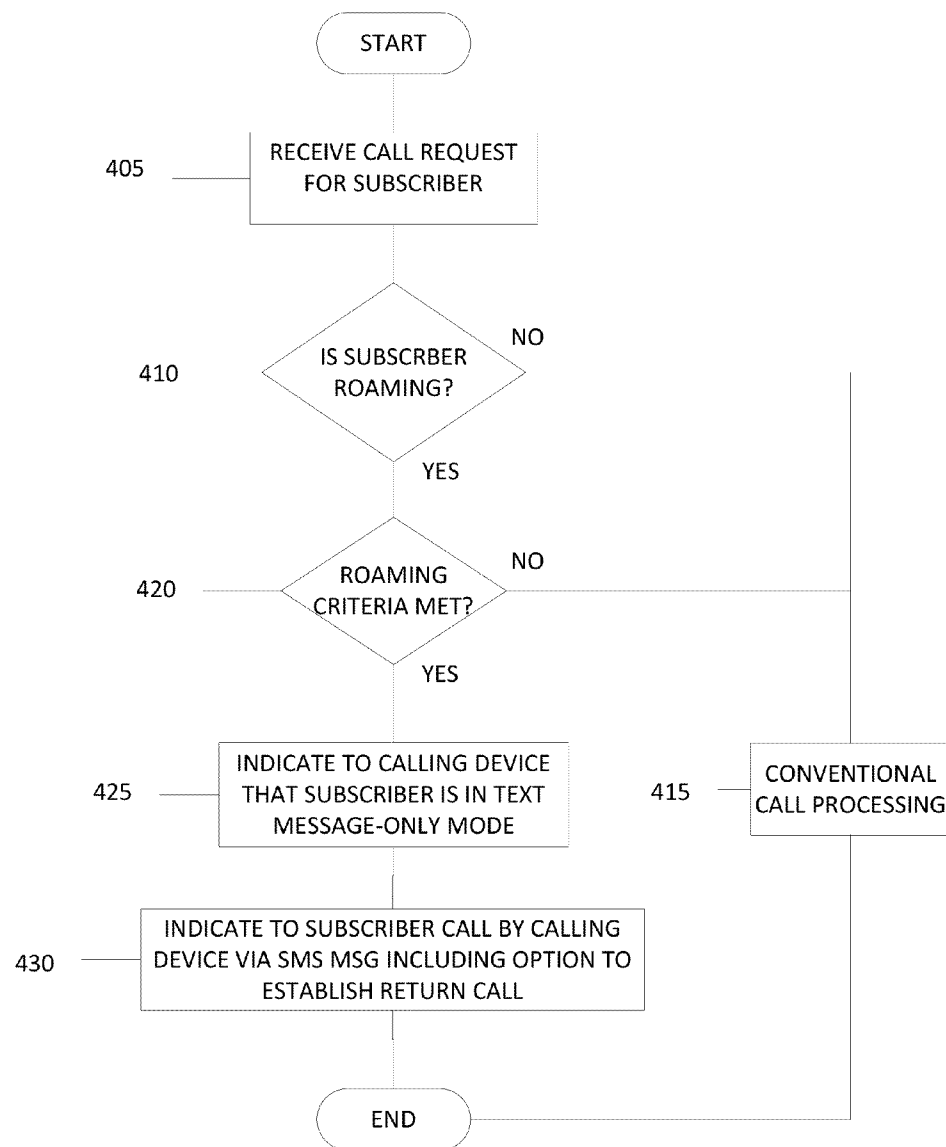 START
405
RECEIVE CALL REQUEST
FOR SUBSCRIBER
410
IS SUBSCRBER
ROAMING?
NO
YES
420
ROAMING
CRITERIA MET?
NO
YES
425
INDICATE TO CALLING DEVICE
THAT SUBSCRIBER IS IN TEXT
MESSAGE-ONLY MODE
415
CONVENTIONAL
CALL PROCESSING
430
INDICATE TO SUBSCRIBER CALL BY CALLING
DEVICE VIA SMS MSG INCLUDING OPTION TO
ESTABLISH RETURN CALL
END